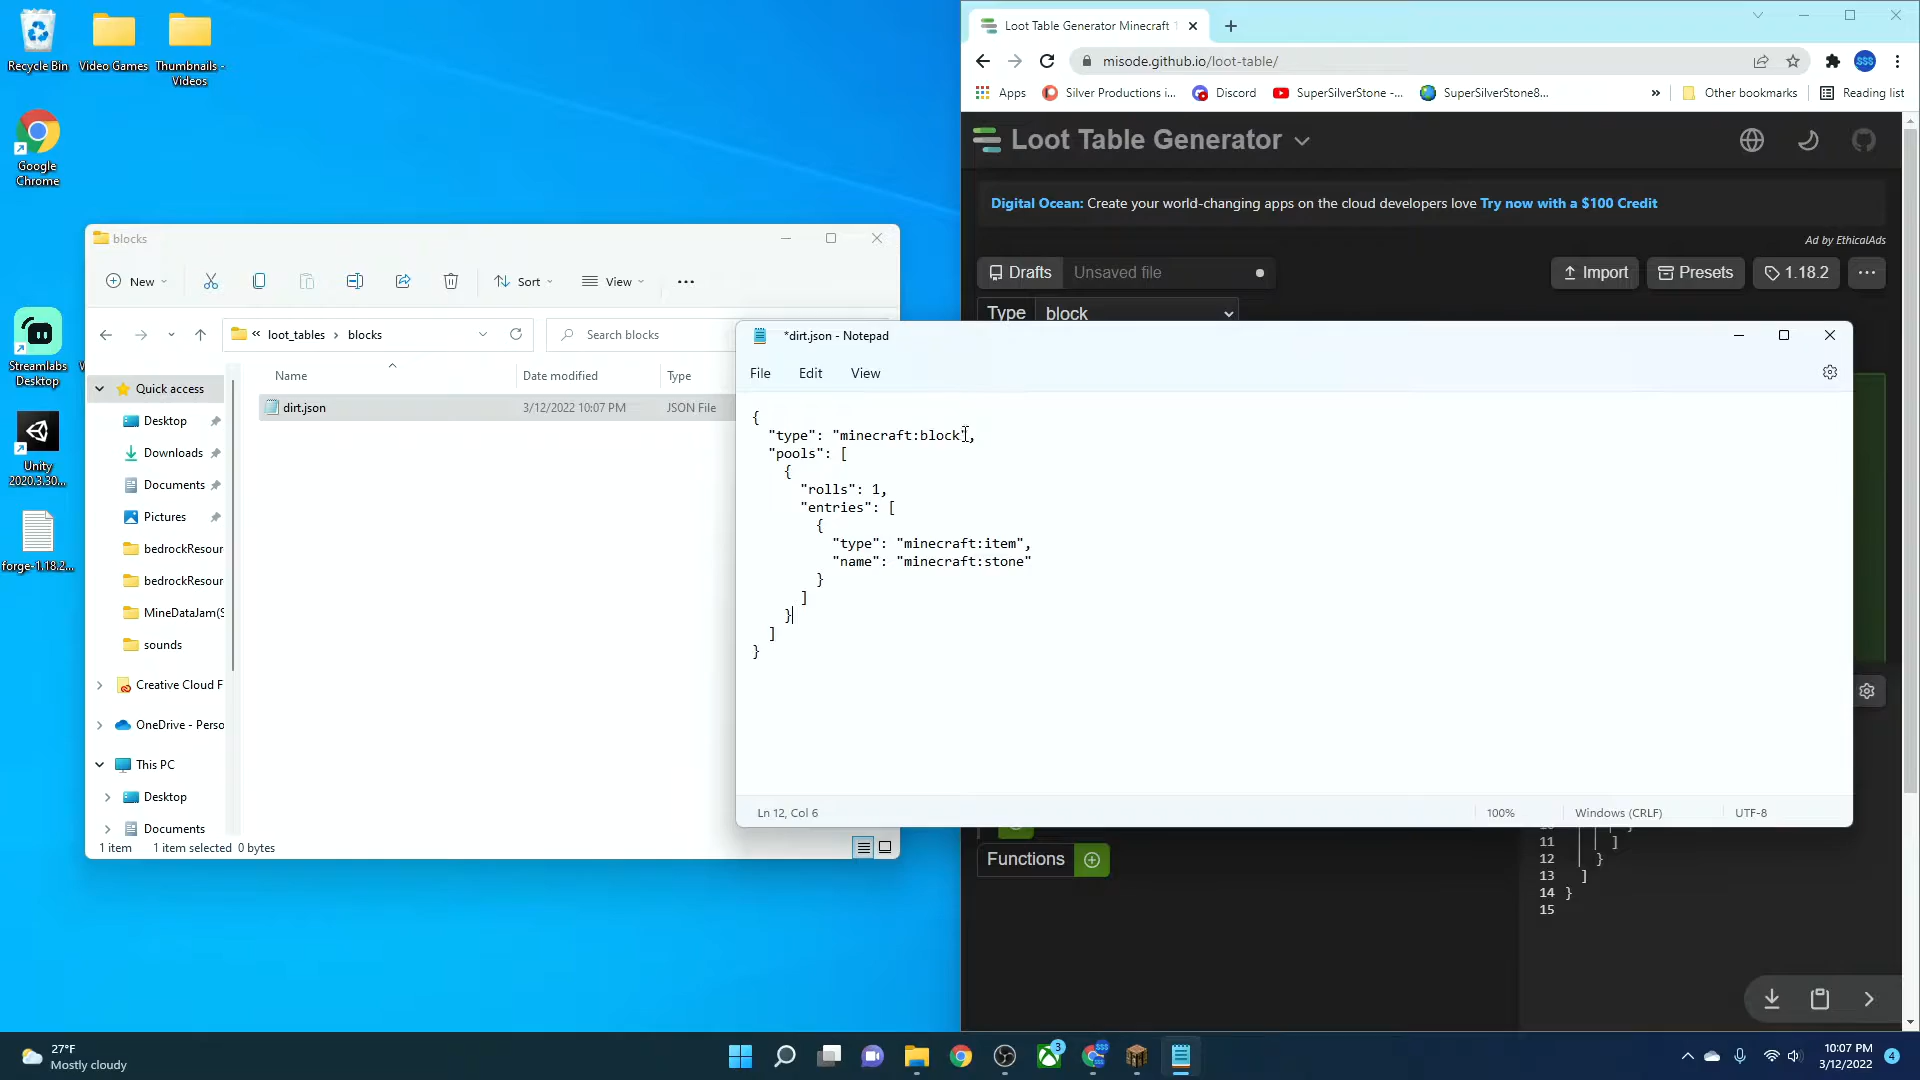 Recycle Bin
Video Games
Thumbnails -
Videos
Google
Chrome
Streamlabs
Desktop
Unity
2020.3.30...
forge-1.18.2...
blocks
New
Sort
View
loot_tables
blocks
Search blocks
Name
Date modified
Type
dirt.json
3/12/2022 10:07 PM
JSON File
Quick access
Desktop
Downloads
Documents
Pictures
bedrockResour
bedrockResour
MineDataJam(S
sounds
Creative Cloud F
OneDrive - Perso
This PC
Desktop
Documents
1 item
1 item selected 0 bytes
Loot Table Generator Minecraft 1
misode.github.io/loot-table/
SSS
Apps
Silver Productions i...
Discord
SuperSilverStone -...
SuperSilverStone8...
»
Other bookmarks
Reading list
Loot Table Generator
Digital Ocean: Create your world-changing apps on the cloud developers love Try now with a $100 Credit
Ad by EthicalAds
Drafts
Unsaved file
Import
Presets
1.18.2
Type
block
*dirt.json - Notepad
File
Edit
View
{
"type": "minecraft:block",
"pools": [
{
"rolls": 1,
"entries": [
{
"type": "minecraft:item",
"name": "minecraft:stone"
}
]
}
]
}
Ln 12, Col 6
100%
Windows (CRLF)
UTF-8
Functions
11 ]
12 }
13 ]
14 }
15
27°F
Mostly cloudy
3
SSS
10:07 PM
3/12/2022
4